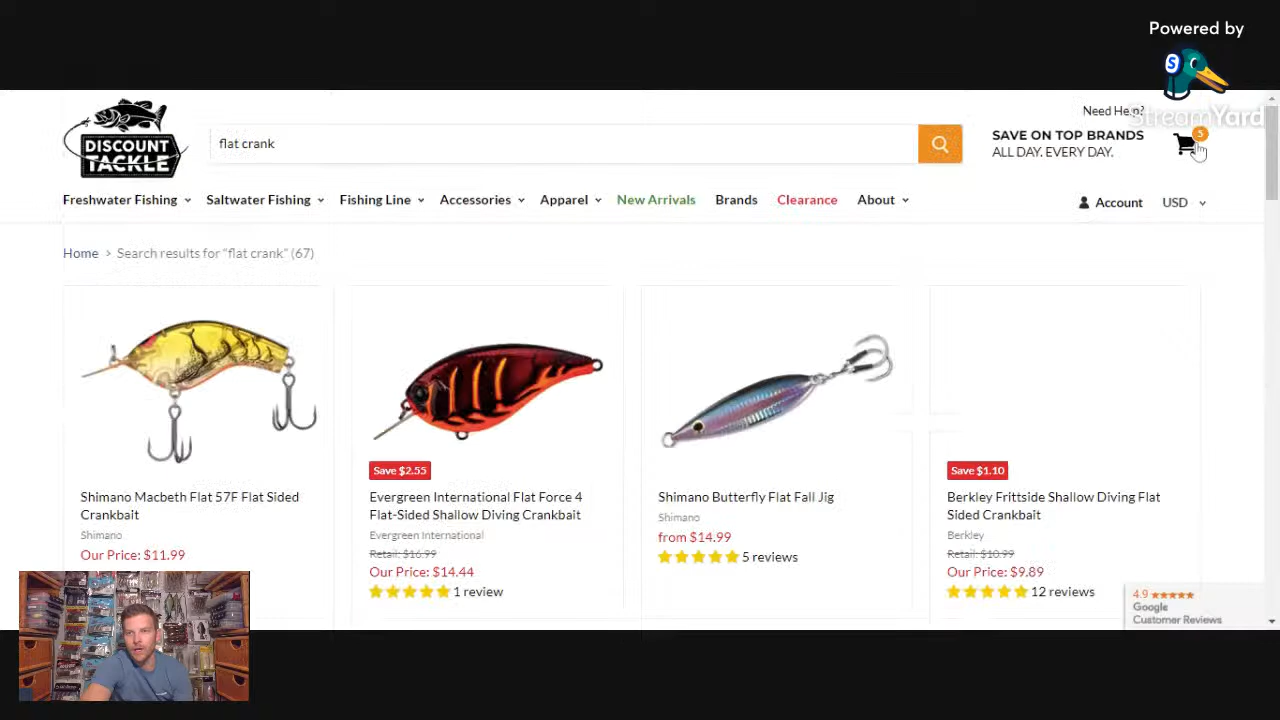 Powered by
S
StreamYard
DISCOUNT
TACKLE
flat crank
Need Help?
SAVE ON TOP BRANDS
ALL DAY. EVERY DAY.
5
Freshwater Fishing
Saltwater Fishing
Fishing Line
Accessories
Apparel
New Arrivals
Brands
Clearance
About
Account
USD
Home > Search results for "flat crank" (67)
Shimano Macbeth Flat 57F Flat Sided
Crankbait
Shimano
Our Price: $11.99
Save $2.55
Evergreen International Flat Force 4
Flat-Sided Shallow Diving Crankbait
Evergreen International
Retail: $16.99
Our Price: $14.44
1 review
Shimano Butterfly Flat Fall Jig
Shimano
from $14.99
5 reviews
Save $1.10
Berkley Frittside Shallow Diving Flat
Sided Crankbait
Berkley
Retail: $10.99
Our Price: $9.89
12 reviews
4.9
Google
Customer Reviews